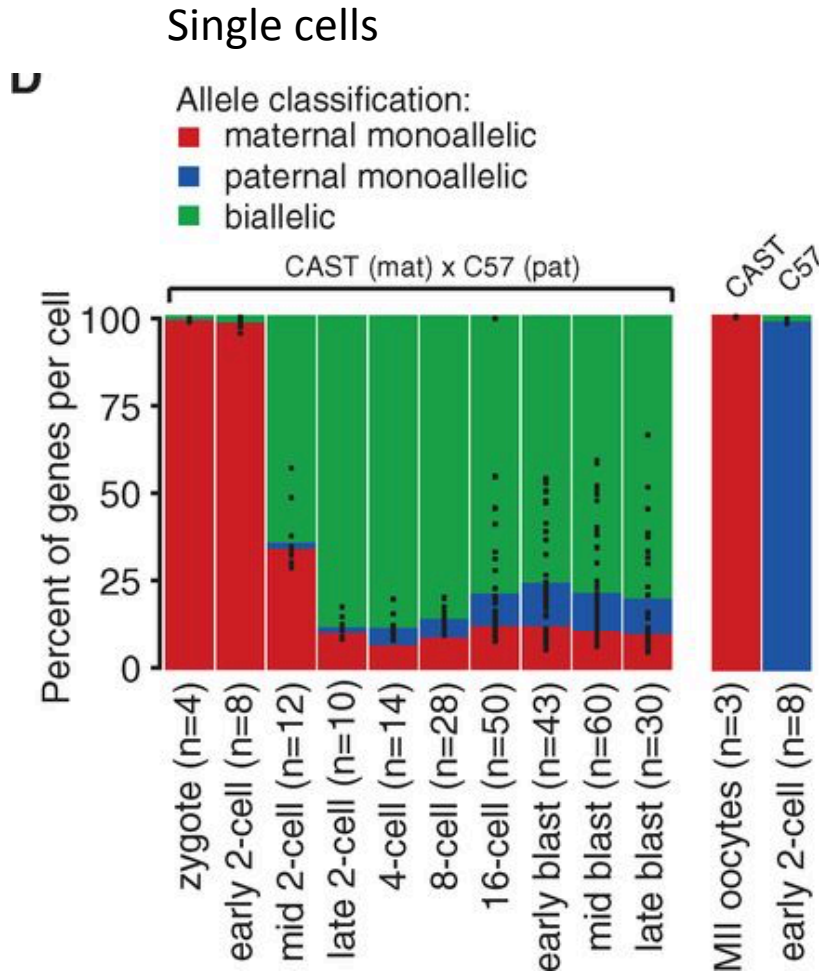 Single cells
D
Allele classification:
maternal monoallelic
paternal monoallelic
biallelic
CAST (mat) x C57 (pat)
CAST
C57
Percent of genes per cell
100
75
50
25
0
zygote (n=4)
early 2-cell (n=8)
mid 2-cell (n=12)
late 2-cell (n=10)
4-cell (n=14)
8-cell (n=28)
16-cell (n=50)
early blast (n=43)
mid blast (n=60)
late blast (n=30)
MII oocytes (n=3)
early 2-cell (n=8)